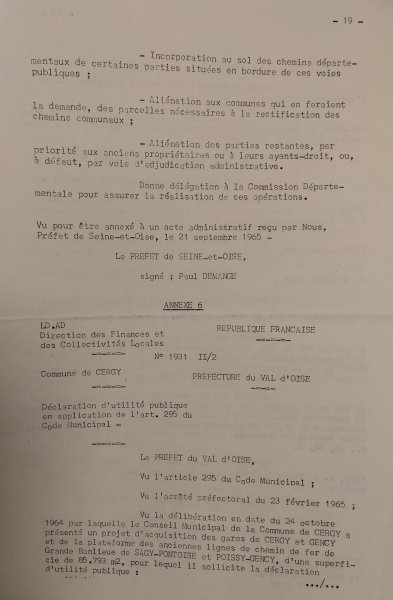 - 19 -
- Incorporation au sol des chemins départe-
mentaux de certaines parties situées en bordure de ces voies
publiques ;
- Aliénation aux communes qui en feraient
la demande, des parcelles nécessaires à la rectification des
chemins communaux ;
- Aliénation des parties restantes, par
priorité aux anciens propriétaires ou à leurs ayants-droit, ou,
à défaut, par voie d'adjudication administrative.
Donne délégation à la Commission Départe-
mentale pour assurer la réalisation de ces opérations.
Vu pour être annexé à un acte administratif reçu par Nous,
Préfet de Seine-et-Oise, le 21 septembre 1965 -
Le PREFET de SEINE-et-OISE,
signé : Paul DEMANGE
ANNEXE 6
LD.AD
Direction des Finances et
des Collectivités Locales
REPUBLIQUE FRANCAISE
N° 1931 II/2
Commune de CERGY
PREFECTURE du VAL d'OISE
Déclaration d'utilité publique
en application de l'art. 295 du
Code Municipal -
Le PREFET du VAL d'OISE,
Vu l'article 295 du Code Municipal ;
Vu l'arrêté préfectoral du 23 février 1965 ;
Vu la délibération en date du 24 octobre
1964 par laquelle la Conseil Municipal de la Commune de CERGY a
présenté un projet d'acquisition des gares de CERGY et GENCY
et de la plateforme des anciennes lignes de chemin de fer de
Grande Banlieue de SAGY-PONTOISE et POISSY-GENCY, d'une superfi-
cie de 85.793 m2, pour lequel il sollicite la déclaration
d'utilité publique ;
.../...